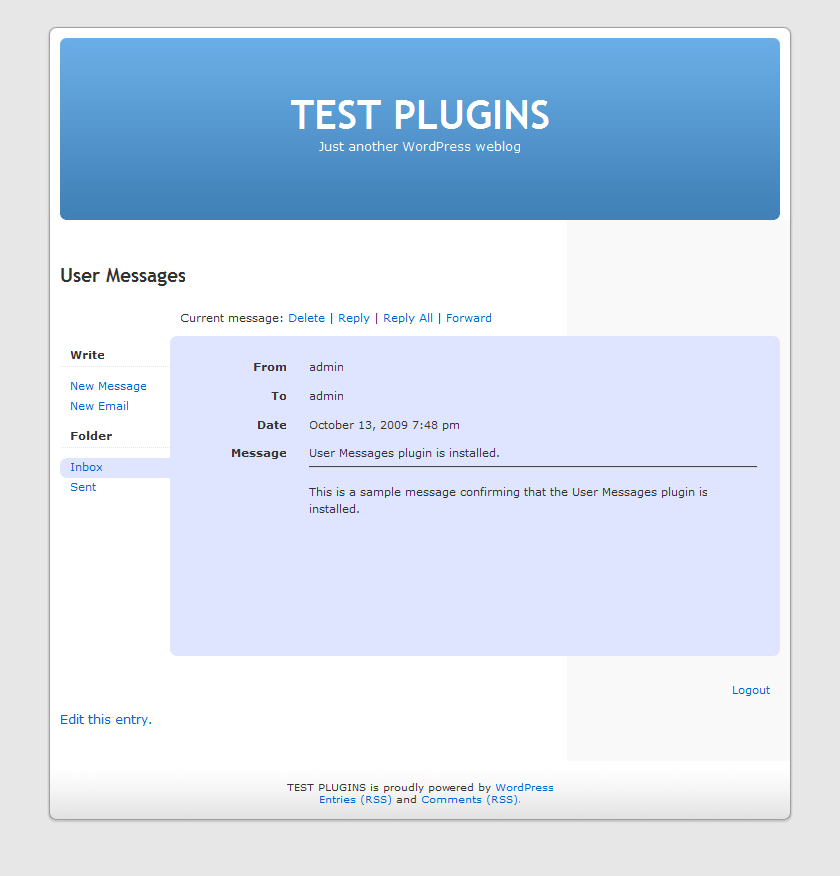 TEST PLUGINS
Just another WordPress weblog
User Messages
Current message: Delete | Reply | Reply All | Forward
Write
New Message
New Email
Folder
Inbox
Sent
From admin
To admin
Date October 13, 2009 7:48 pm
Message User Messages plugin is installed.
This is a sample message confirming that the User Messages plugin is
installed.
Logout
Edit this entry.
TEST PLUGINS is proudly powered by WordPress
Entries (RSS) and Comments (RSS).